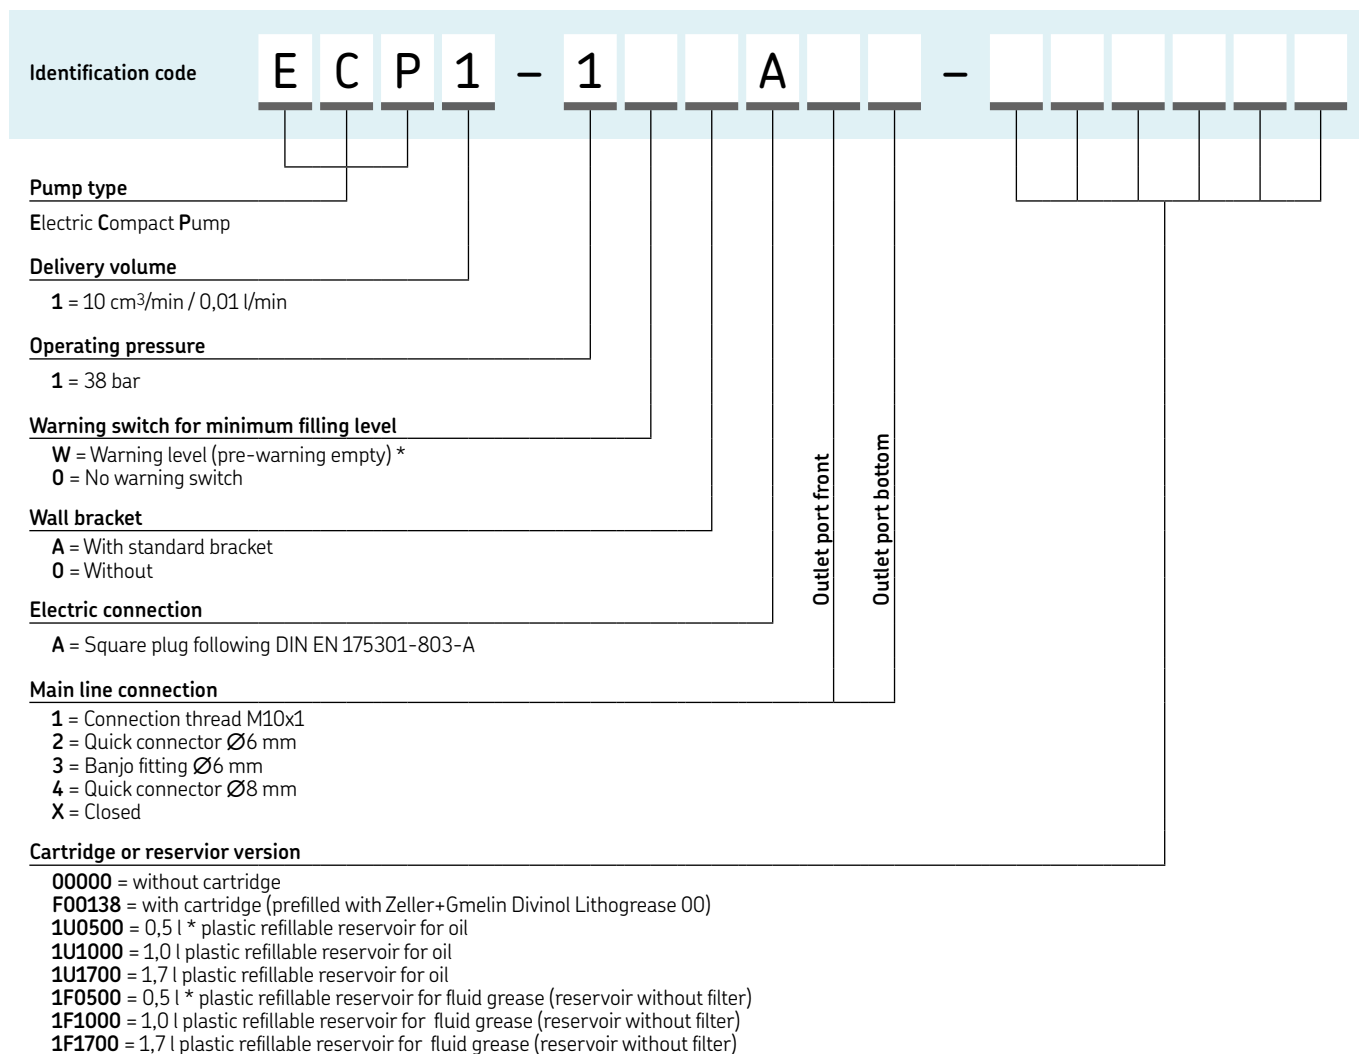 Identification code E C P 1 – 1 A –
Pump type
Electric Compact Pump
Delivery volume
1 = 10 cm³/min / 0,01 l/min
Operating pressure
1 = 38 bar
Warning switch for minimum filling level
W = Warning level (pre-warning empty) *
0 = No warning switch
Wall bracket
A = With standard bracket
0 = Without
Outlet port front
Outlet port bottom
Electric connection
A = Square plug following DIN EN 175301-803-A
Main line connection
1 = Connection thread M10x1
2 = Quick connector Ø6 mm
3 = Banjo fitting Ø6 mm
4 = Quick connector Ø8 mm
X = Closed
Cartridge or reservior version
00000 = without cartridge
F00138 = with cartridge (prefilled with Zeller+Gmelin Divinol Lithogrease 00)
1U0500 = 0,5 l * plastic refillable reservoir for oil
1U1000 = 1,0 l plastic refillable reservoir for oil
1U1700 = 1,7 l plastic refillable reservoir for oil
1F0500 = 0,5 l * plastic refillable reservoir for fluid grease (reservoir without filter)
1F1000 = 1,0 l plastic refillable reservoir for fluid grease (reservoir without filter)
1F1700 = 1,7 l plastic refillable reservoir for fluid grease (reservoir without filter)